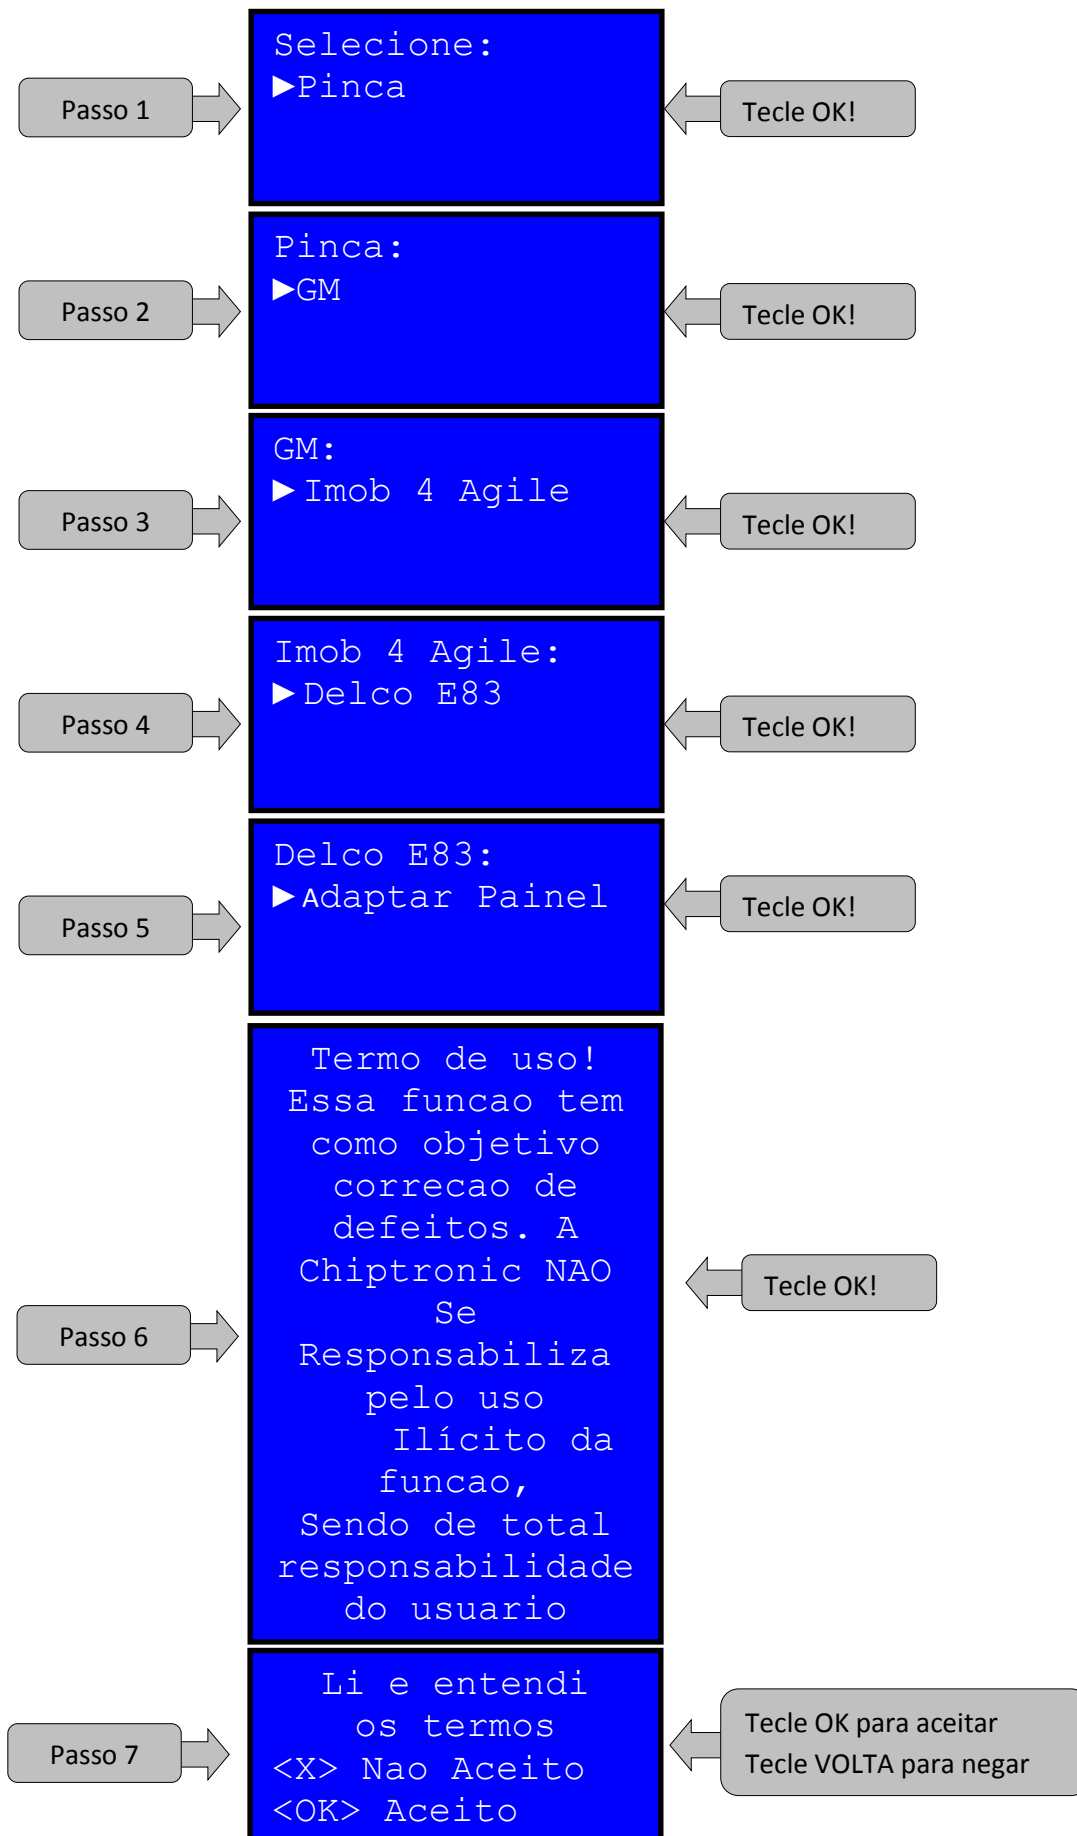 Selecione:
►Pinca
Passo 1
Tecle OK!
Pinca:
►GM
Passo 2
Tecle OK!
GM:
►Imob 4 Agile
Passo 3
Tecle OK!
Imob 4 Agile:
►Delco E83
Passo 4
Tecle OK!
Delco E83:
►Adaptar Painel
Passo 5
Tecle OK!
Termo de uso!
Essa funcao tem
como objetivo
correcao de
defeitos. A
Chiptronic NAO
Se
Responsabiliza
pelo uso
Ilícito da
funcao,
Sendo de total
responsabilidade
do usuario
Passo 6
Tecle OK!
Li e entendi
os termos
<X> Nao Aceito
<OK> Aceito
Passo 7
Tecle OK para aceitar
Tecle VOLTA para negar